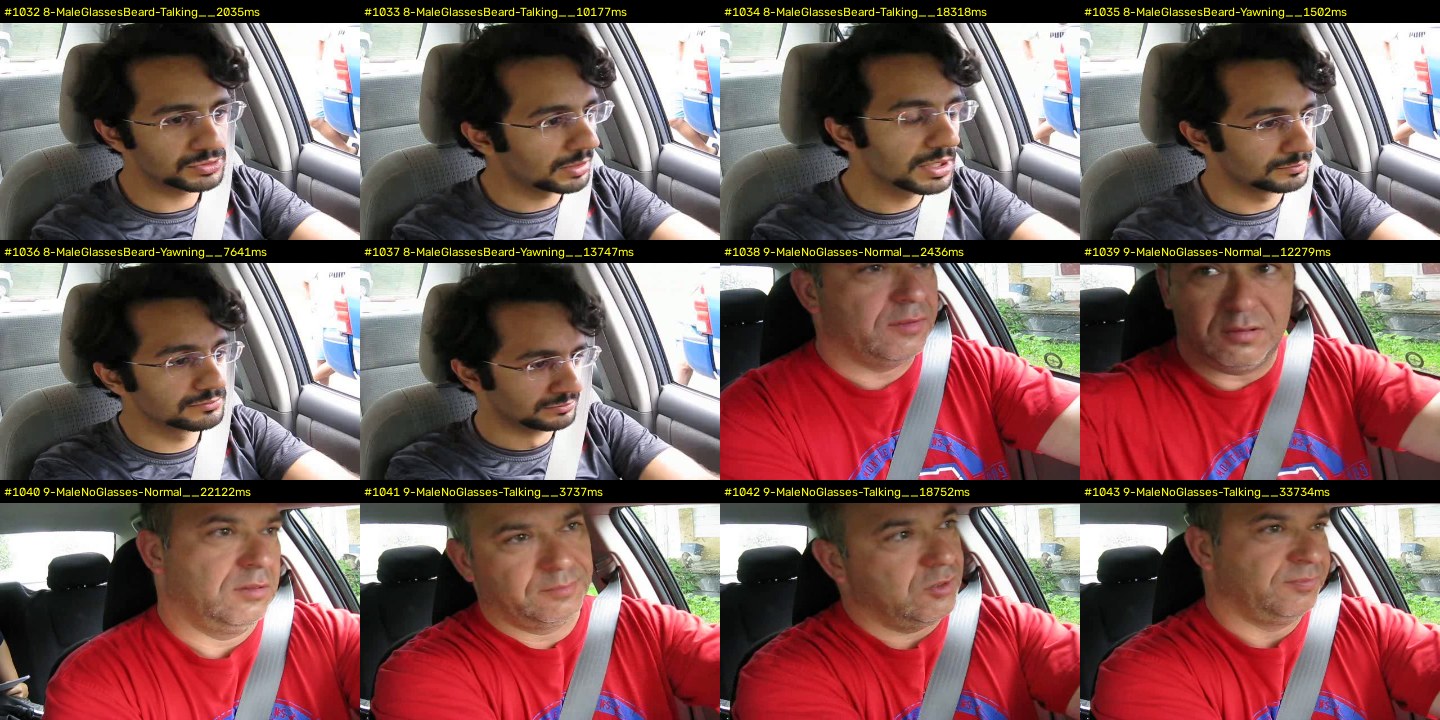 #1032 8-MaleGlassesBeard-Talking__2035ms
#1033 8-MaleGlassesBeard-Talking__10177ms
#1034 8-MaleGlassesBeard-Talking__18318ms
#1035 8-MaleGlassesBeard-Yawning__1502ms
#1036 8-MaleGlassesBeard-Yawning__7641ms
#1037 8-MaleGlassesBeard-Yawning__13747ms
#1038 9-MaleNoGlasses-Normal__2436ms
#1039 9-MaleNoGlasses-Normal__12279ms
#1040 9-MaleNoGlasses-Normal__22122ms
#1041 9-MaleNoGlasses-Talking__3737ms
#1042 9-MaleNoGlasses-Talking__18752ms
#1043 9-MaleNoGlasses-Talking__33734ms